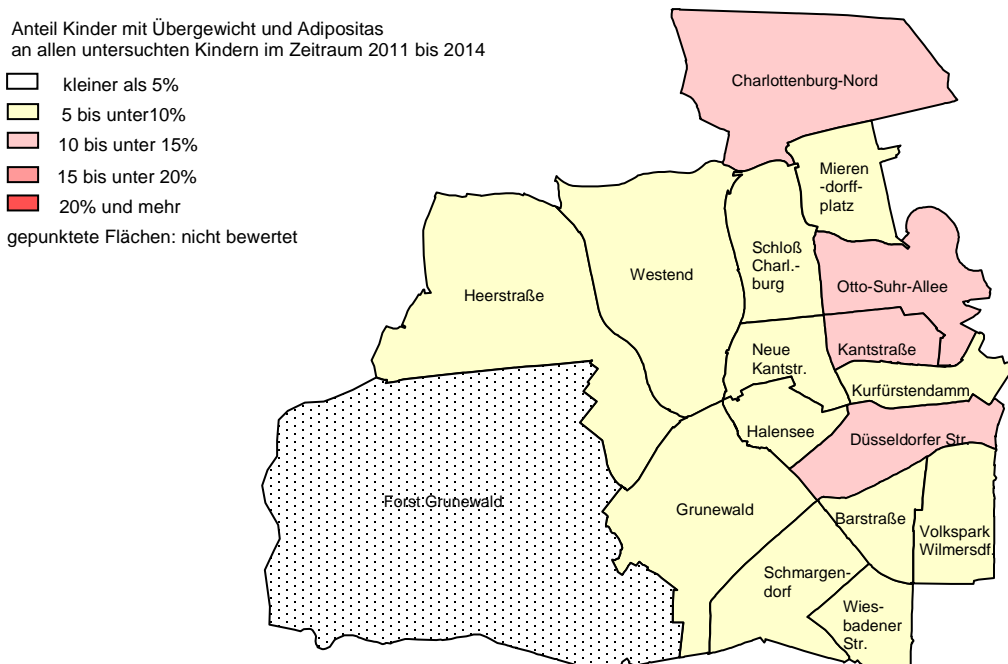 Anteil Kinder mit Übergewicht und Adipositas
an allen untersuchten Kindern im Zeitraum 2011 bis 2014
kleiner als 5%
5 bis unter10%
10 bis unter 15%
15 bis unter 20%
20% und mehr
gepunktete Flächen: nicht bewertet
Charlottenburg-Nord
Mieren
-dorff-
platz
Schloß
Charl.-
burg
Westend
Heerstraße
Otto-Suhr-Allee
Neue
Kantstr.
Kantstraße
Kurfürstendamm
Halensee
Düsseldorfer Str.
Forst Grunewald
Grunewald
Barstraße
Volkspark
Wilmersdf.
Schmargen-
dorf
Wies-
badener
Str.